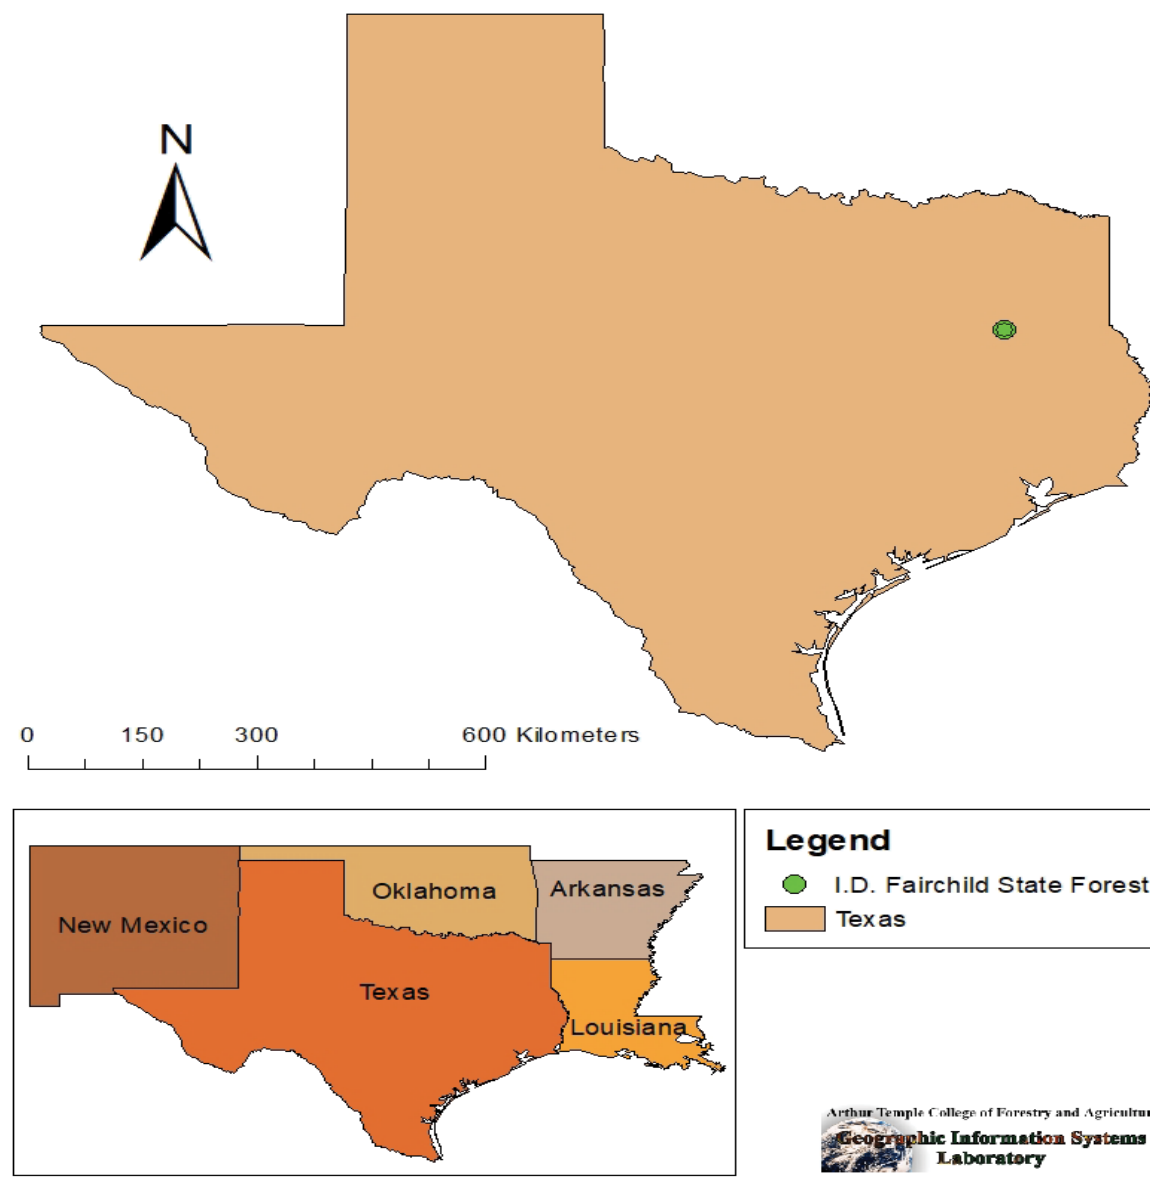 N
0 150 300 600 Kilometers
New Mexico
Oklahoma
Arkansas
Texas
Louisiana
Legend
I.D. Fairchild State Forest
Texas
Arthur Temple College of Forestry and Agricultur
Geographic Information Systems
Laboratory